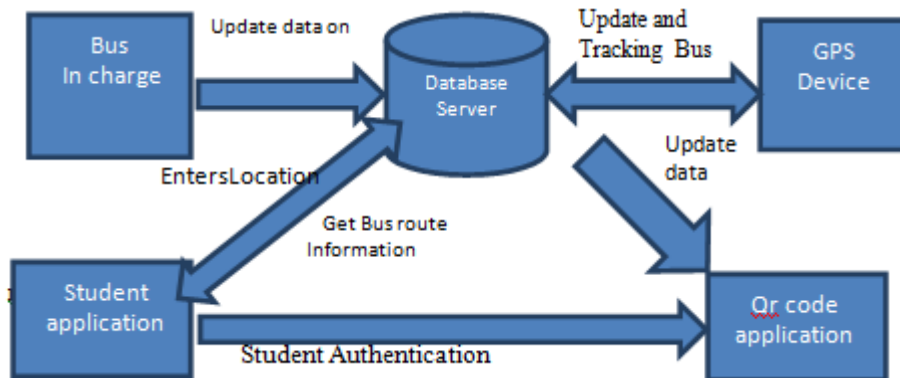 Bus
In charge
Update data on
Database
Server
Update and
Tracking Bus
GPS
Device
EntersLocation
Get Bus route
Information
Update
data
Student
application
Student Authentication
Qr code
application